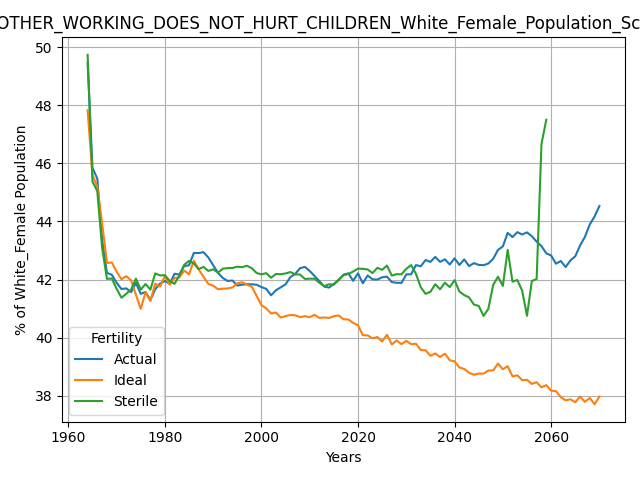 OTHER_WORKING_DOES_NOT_HURT_CHILDREN_White_Female_Population_Sc
50
48
46
44
42
40
38
% of White_Female Population
Fertility
Actual
Ideal
Sterile
1960
1980
2000
2020
2040
2060
Years